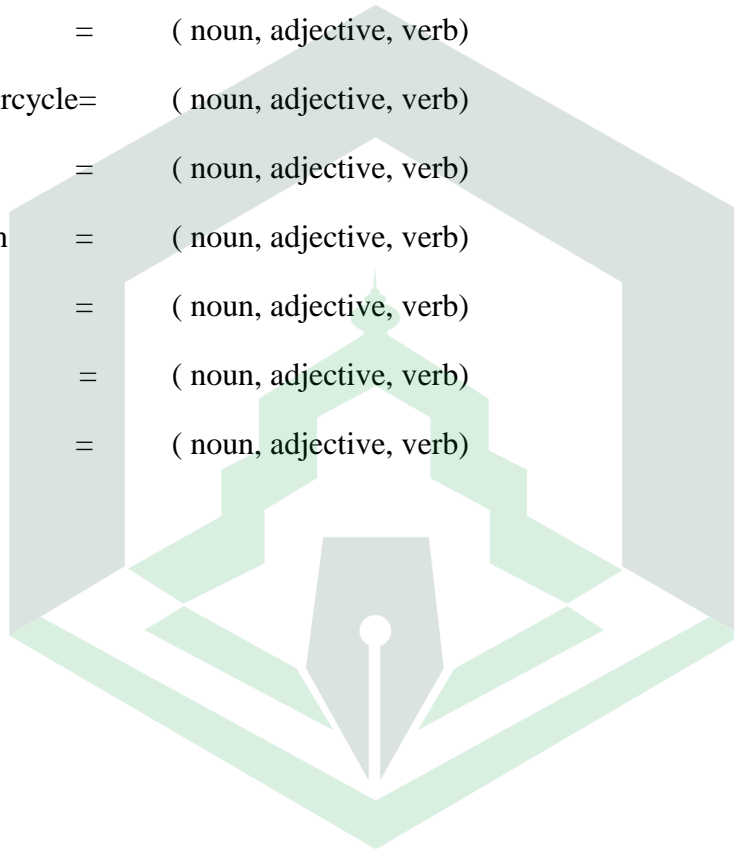 = ( noun, adjective, verb)
rcycle= ( noun, adjective, verb)
= ( noun, adjective, verb)
= ( noun, adjective, verb)
= ( noun, adjective, verb)
= ( noun, adjective, verb)
= ( noun, adjective, verb)